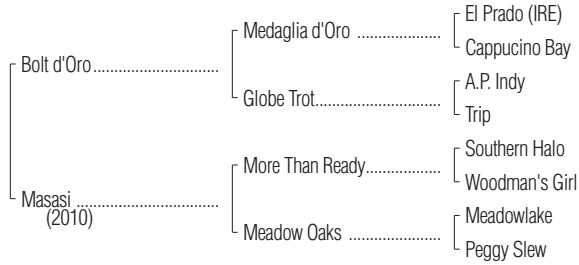 El Prado (IRE)
Medaglia d'Oro ..................
Cappucino Bay
Bolt d'Oro...........................
A.P. Indy
Globe Trot...........................
Trip
Southern Halo
More Than Ready................
Woodman's Girl
Masasi ...............................
(2010)
Meadowlake
Meadow Oaks ....................
Peggy Slew